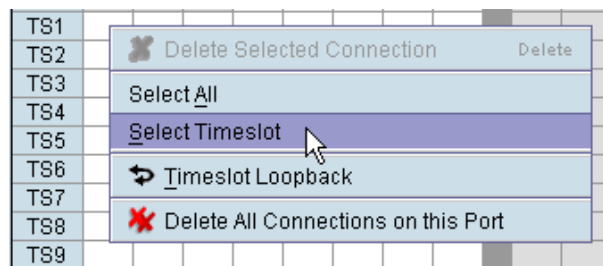 TS1
TS2
TS3
TS4
TS5
TS6
TS7
TS8
TS9
Delete Selected Connection Delete
Select All
Select Timeslot
Timeslot Loopback
Delete All Connections on this Port